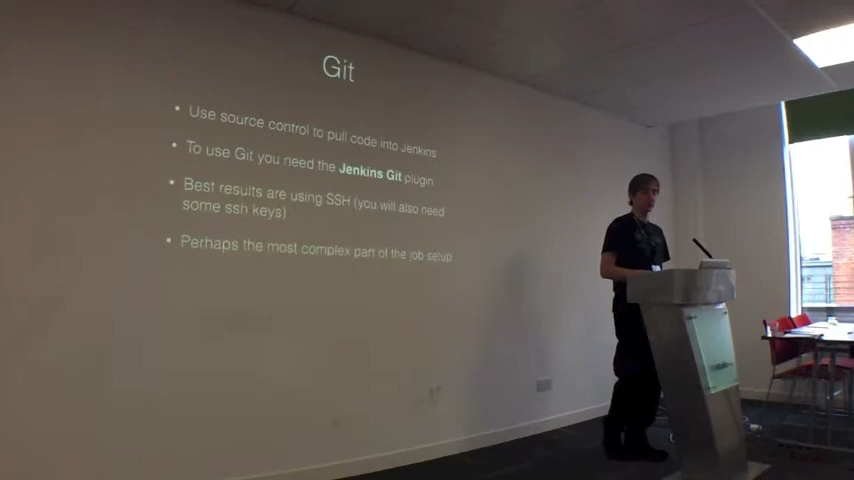 Git
• Use source control to pull code into Jenkins
• To use Git you need the Jenkins Git plugin
• Best results are using SSH (you will also need
some ssh keys)
• Perhaps the most complex part of the job setup